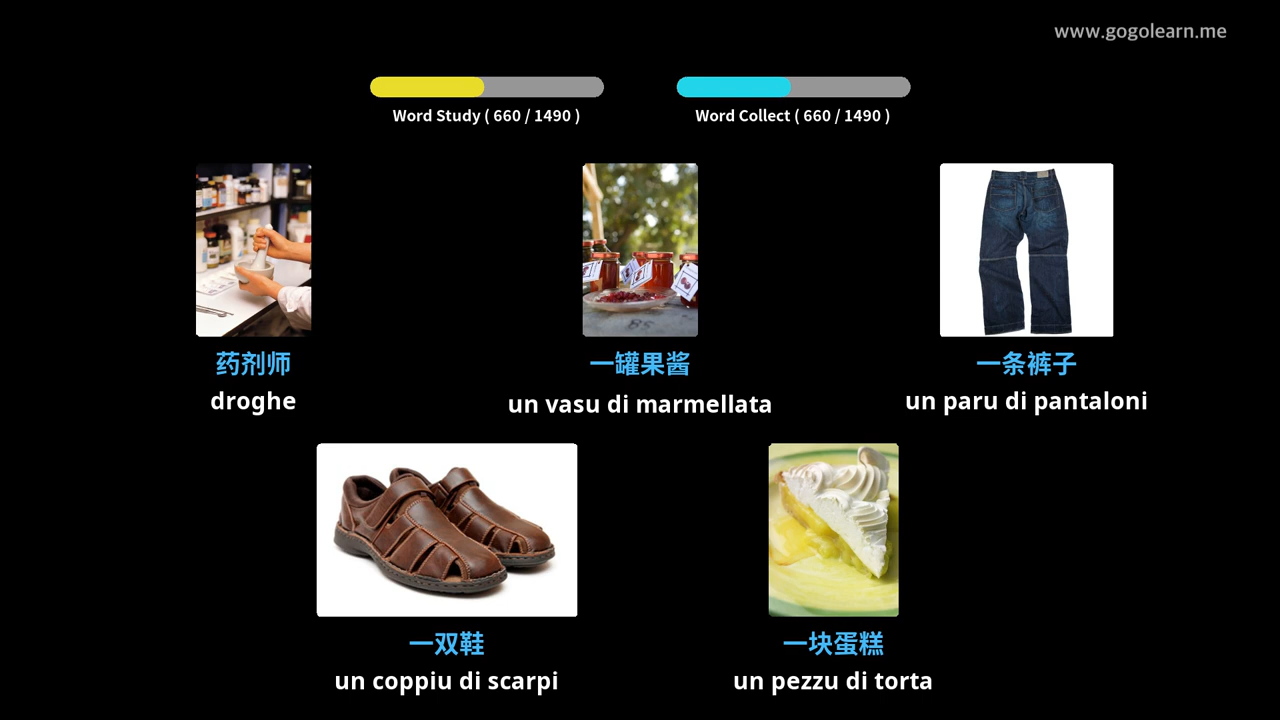 www.gogolearn.me
Word Study ( 660 / 1490 )
Word Collect ( 660 / 1490 )
药剂师
droghe
一罐果酱
un vasu di marmellata
一条裤子
un paru di pantaloni
一双鞋
un coppiu di scarpi
一块蛋糕
un pezzu di torta